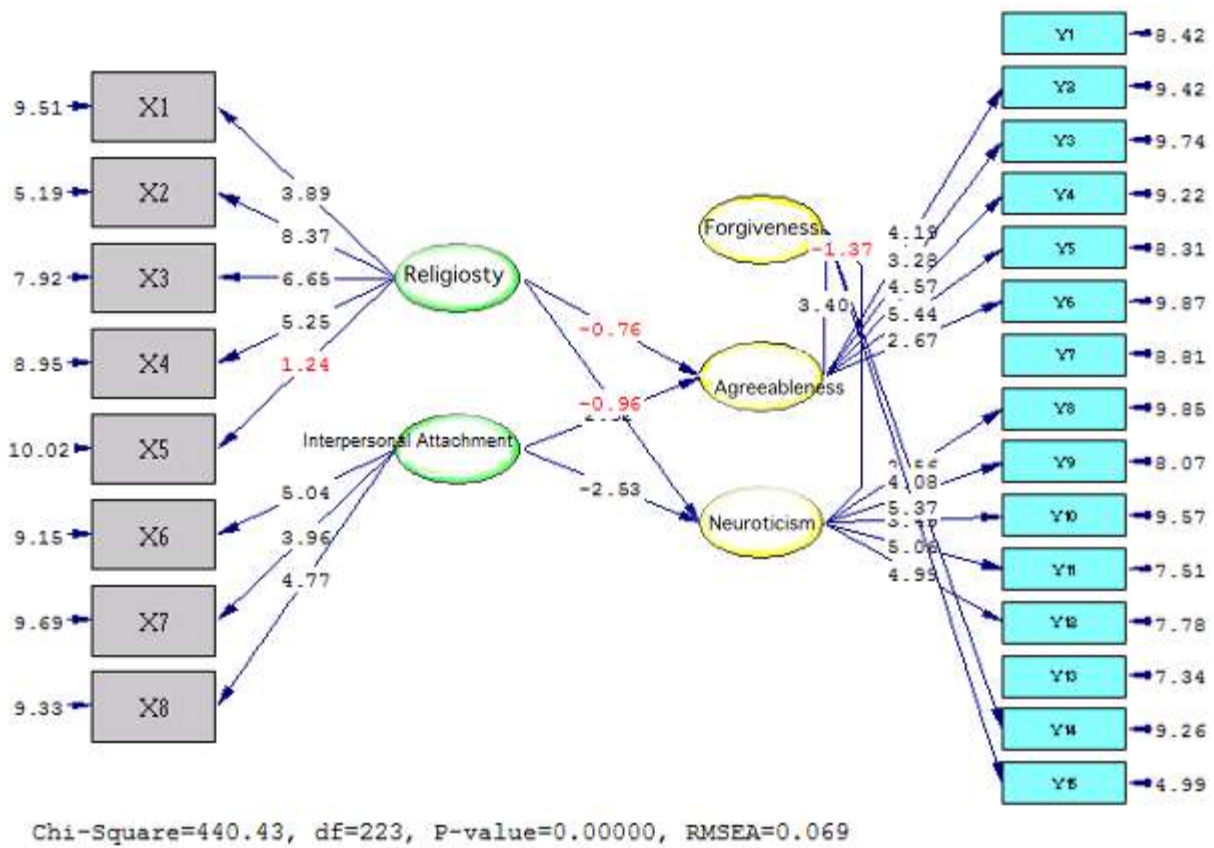 Y1 8.42
Y2 9.42
9.51 X1
Y3 9.74
3.89
5.19 X2
Y4 9.22
8.37
Forgiveness
4.19
Y5 8.31
-1.37
3.28
7.92 X3
6.65
Religiosty
4.57
Y6 9.87
3.40
5.44
5.25
-0.76
2.67
8.95 X4
1.24
Y7 8.81
Agreeableness
-0.96
Y8 9.85
10.02 X5
Interpersonal Attachment
Y9 8.07
4.08
5.04
-2.53
5.37
Y10 9.57
9.15 X6
3.96
Neuroticism
5.06
Y11 7.51
4.77
4.99
9.69 X7
Y12 7.78
Y13 7.34
9.33 X8
Y14 9.26
Y15 4.99
Chi-Square=440.43, df=223, P-value=0.00000, RMSEA=0.069